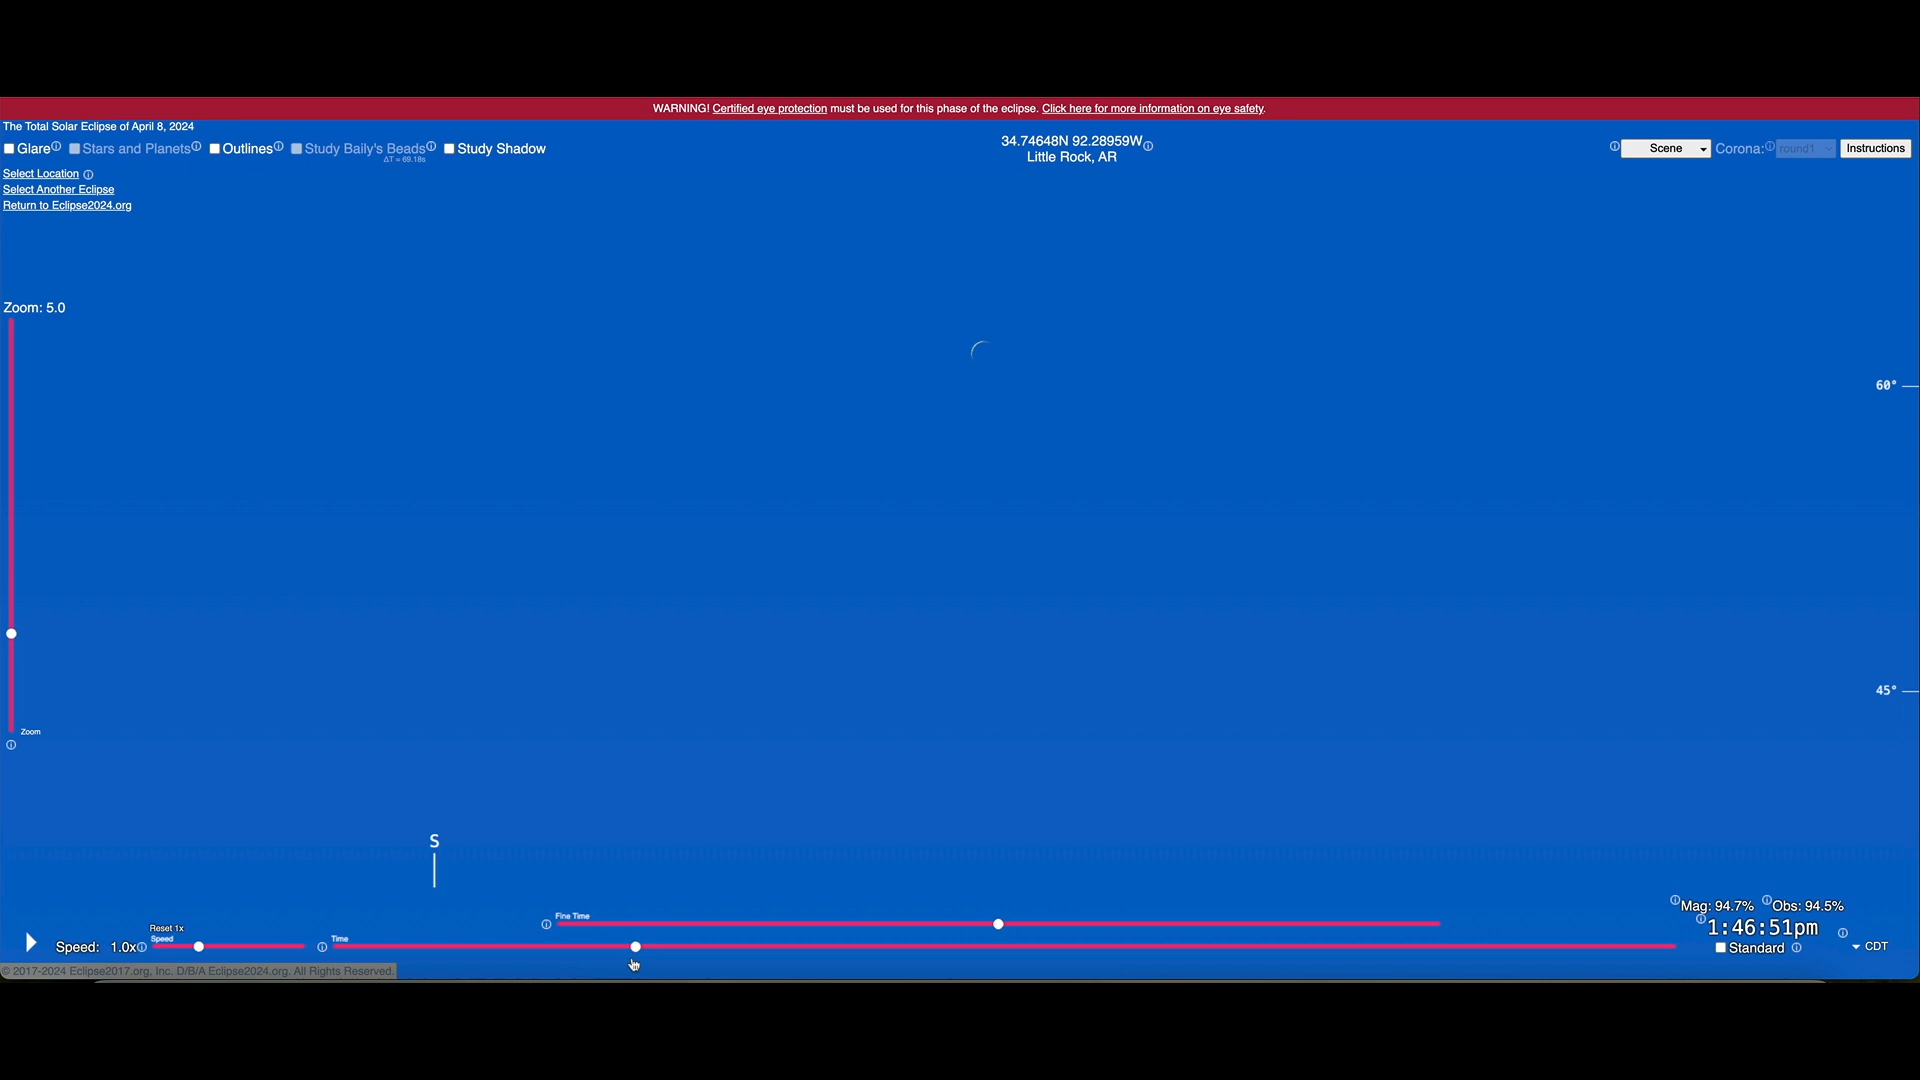 WARNING! Certified eye protection must be used for this phase of the eclipse. Click here for more information on eye safety.
The Total Solar Eclipse of April 8, 2024
Glare Stars and Planets Outlines Study Baily's Beads Study Shadow
ΔT = 69.18s
34.74648N 92.28959W
Little Rock, AR
Scene Corona: round1 Instructions
Select Location
Select Another Eclipse
Return to Eclipse2024.org
Zoom: 5.0
60°
45°
Zoom
S
Mag: 94.7% Obs: 94.5%
Fine Time
1:46:51pm
Reset 1x
Speed: 1.0x Speed
Time
Standard
CDT
© 2017-2024 Eclipse2017.org, Inc. D/B/A Eclipse2024.org. All Rights Reserved.